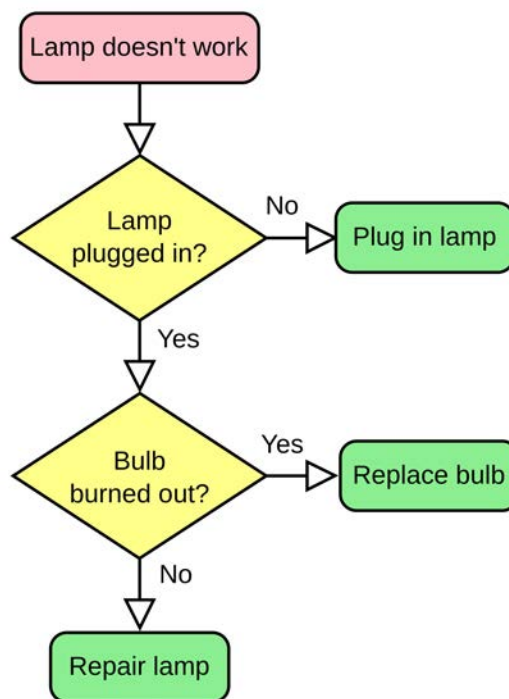 Lamp doesn't work
Lamp
plugged in?
No
Plug in lamp
Yes
Bulb
burned out?
Yes
Replace bulb
No
Repair lamp